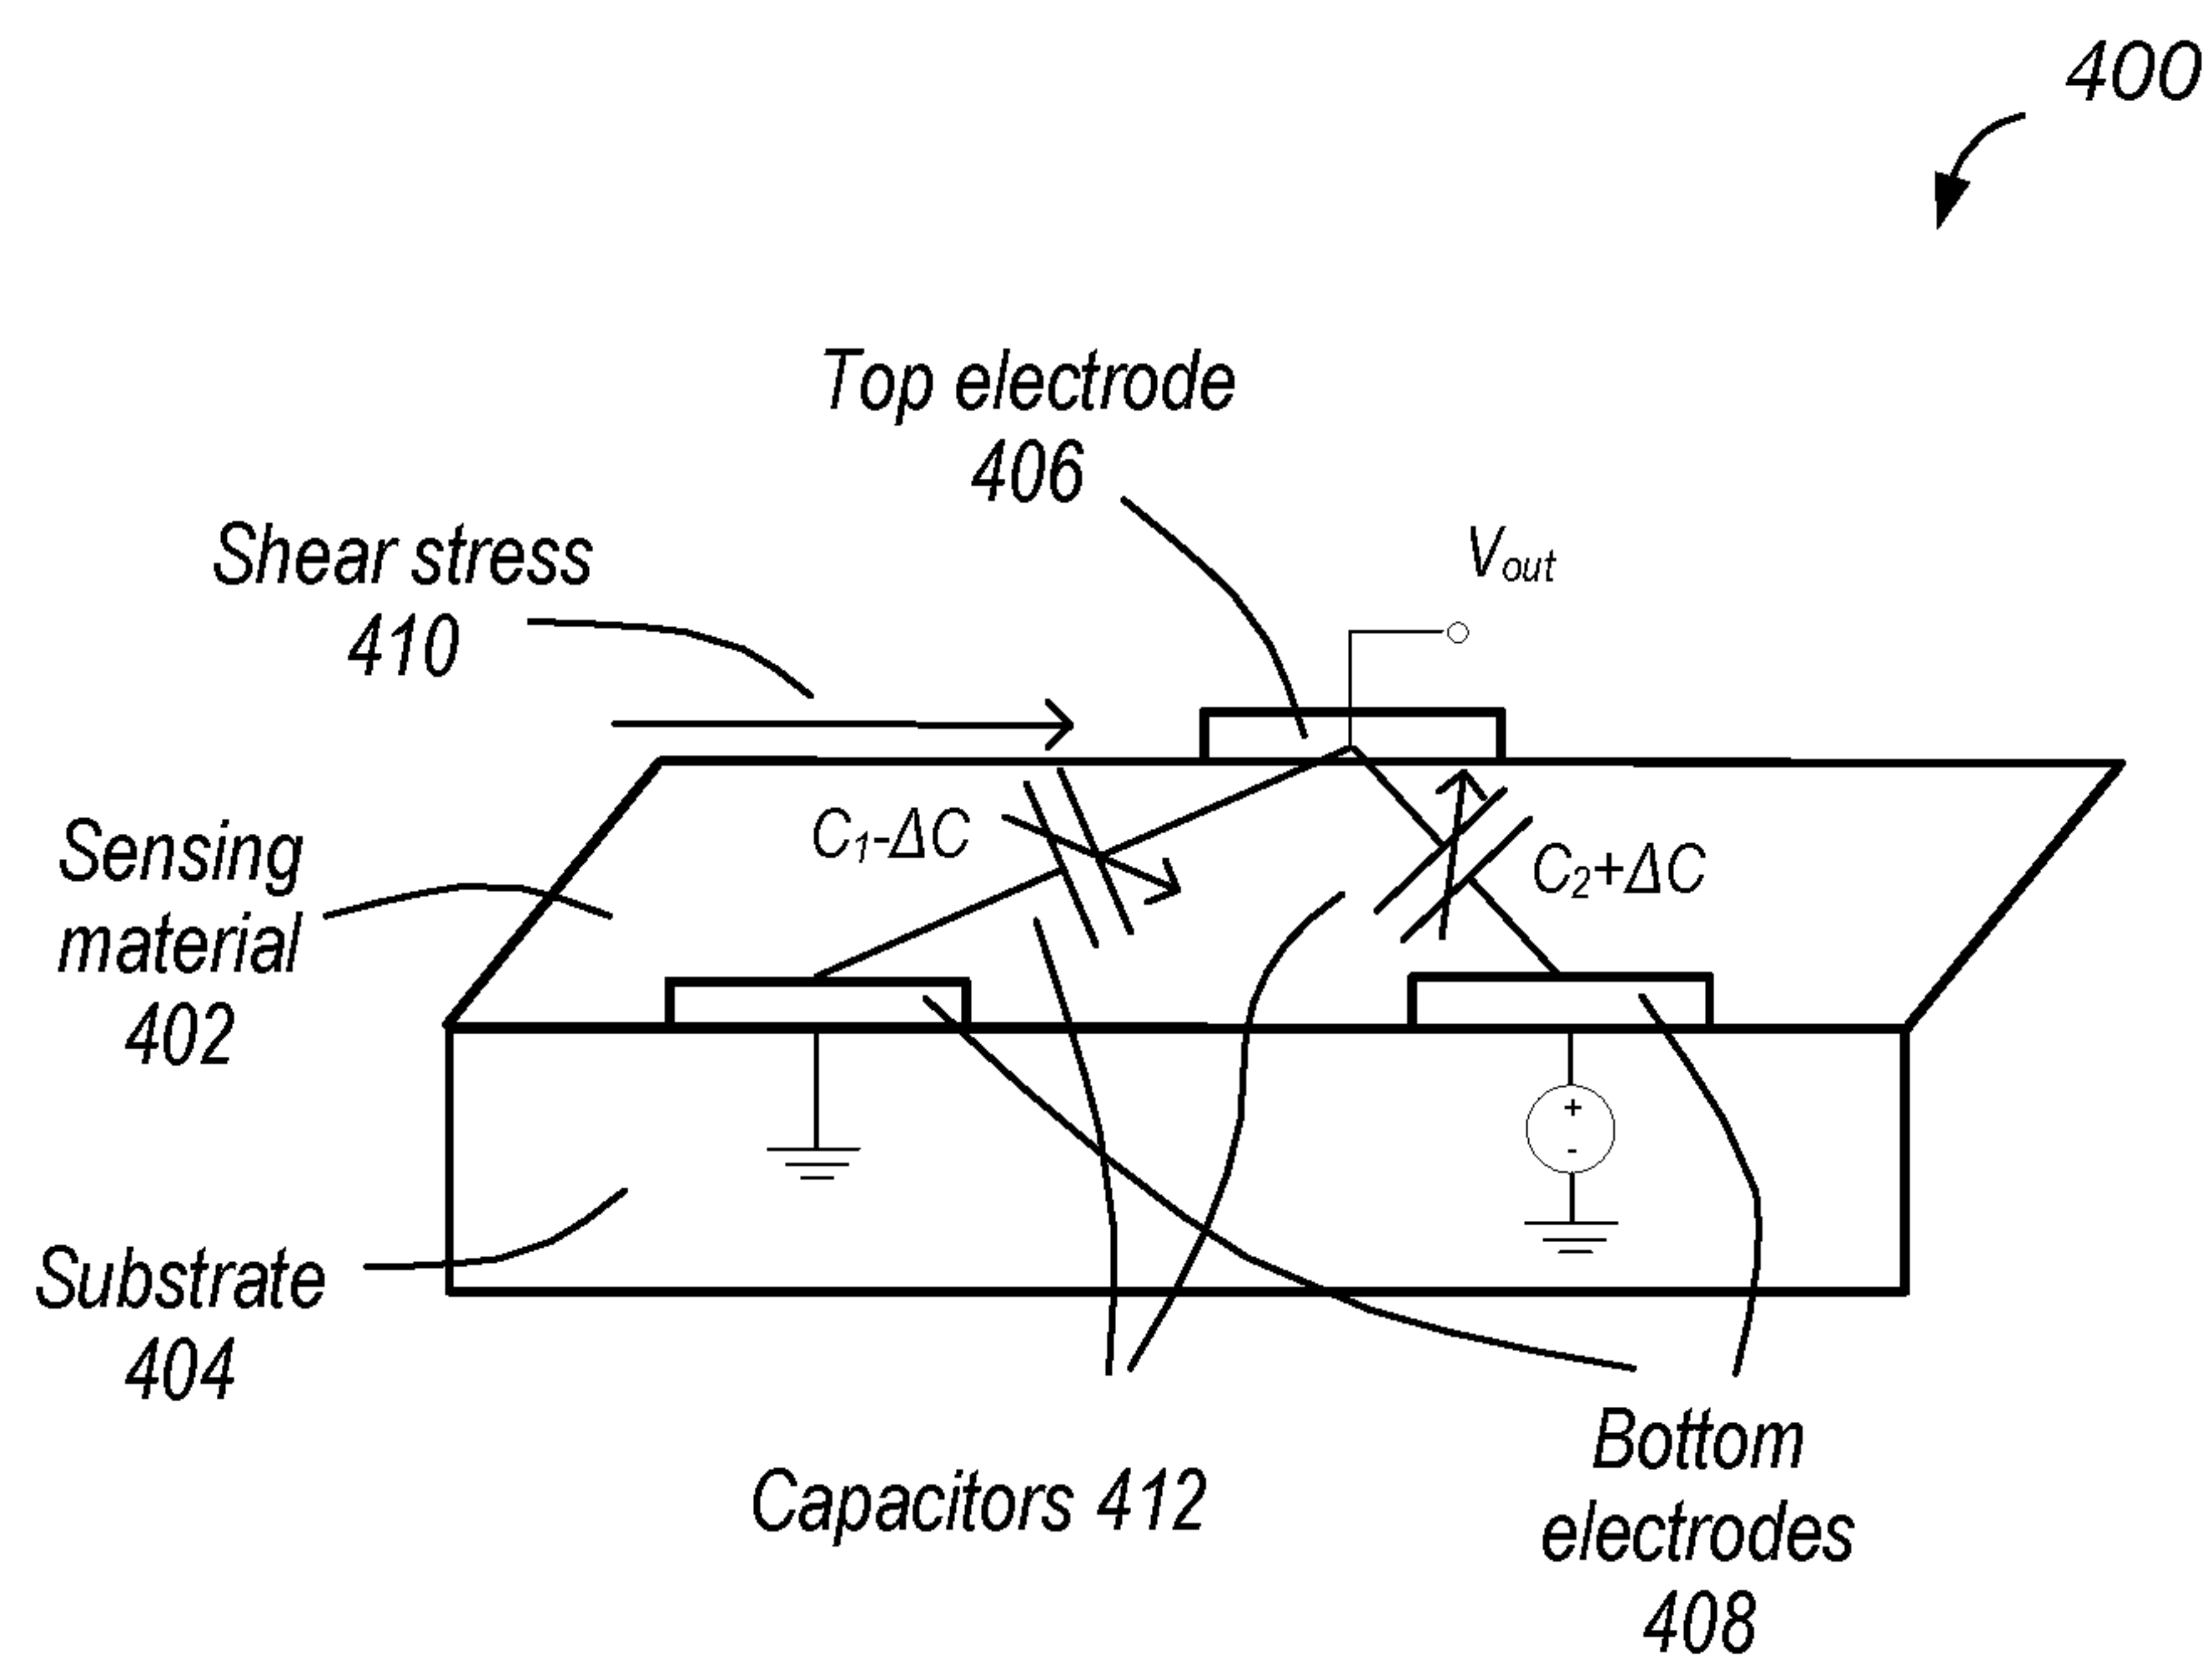 400
Top electrode
406
Shear stress
410
Vout
Sensing
material
402
C1-ΔC
C2+ΔC
+
-
Substrate
404
Capacitors 412
Bottom
electrodes
408